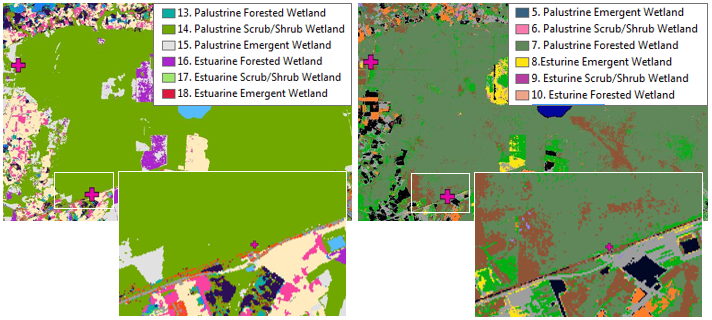 13. Palustrine Forested Wetland
14. Palustrine Scrub/Shrub Wetland
15. Palustrine Emergent Wetland
16. Estuarine Forested Wetland
17. Estuarine Scrub/Shrub Wetland
18. Estuarine Emergent Wetland
5. Palustrine Emergent Wetland
6. Palustrine Scrub/Shrub Wetland
7. Palustrine Forested Wetland
8.Esturine Emergent Wetland
9. Esturine Scrub/Shrub Wetland
10. Esturine Forested Wetland